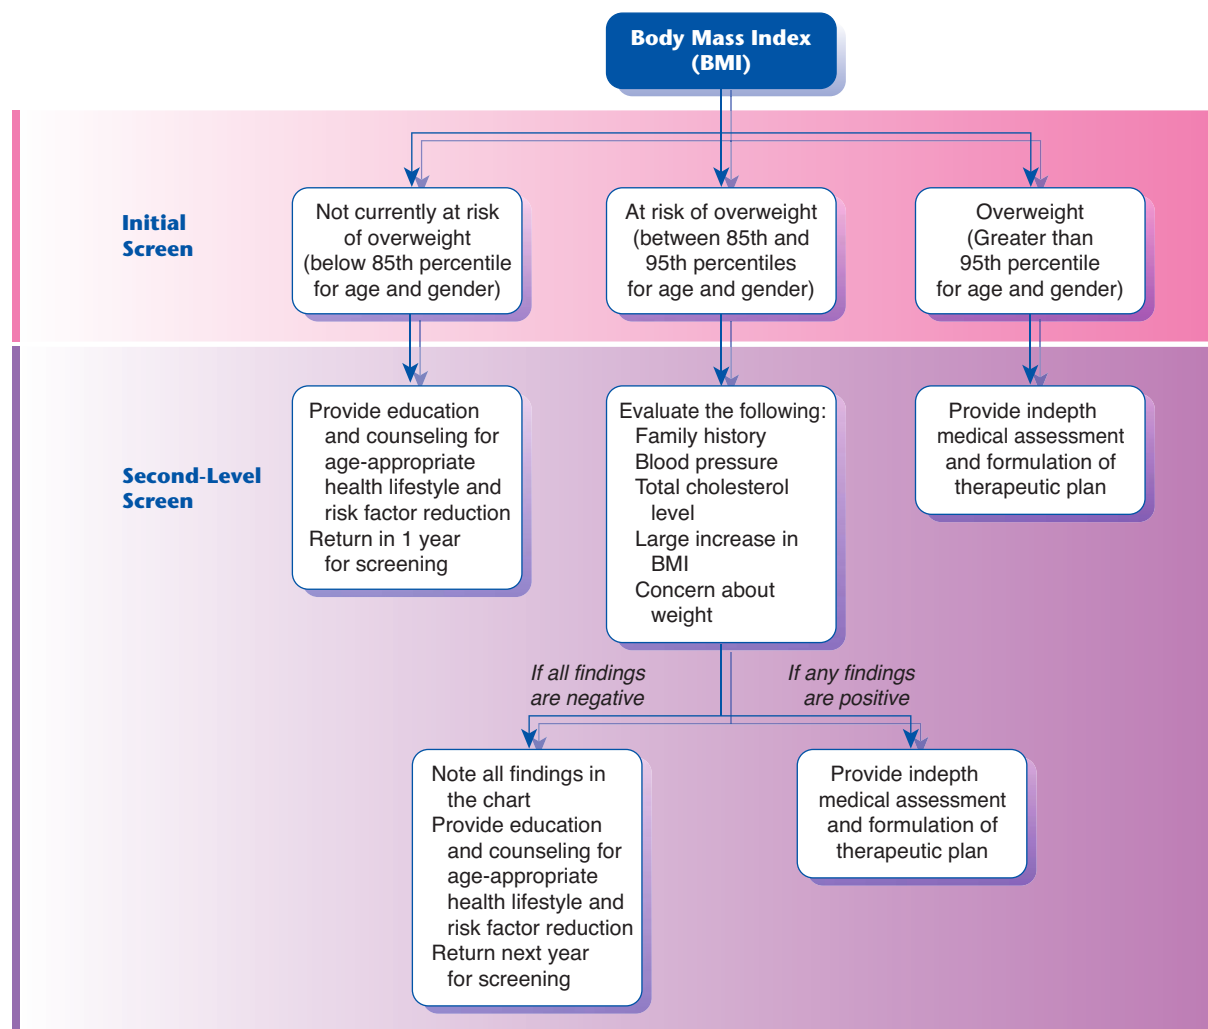 Body Mass Index
(BMI)
Initial
Screen
Not currently at risk
of overweight
(below 85th percentile
for age and gender)
At risk of overweight
(between 85th and
95th percentiles
for age and gender)
Overweight
(Greater than
95th percentile
for age and gender)
Second-Level
Screen
Provide education
and counseling for
age-appropriate
health lifestyle and
risk factor reduction
Return in 1 year
for screening
Evaluate the following:
Family history
Blood pressure
Total cholesterol
level
Large increase in
BMI
Concern about
weight
Provide indepth
medical assessment
and formulation of
therapeutic plan
If all findings
are negative
If any findings
are positive
Note all findings in
the chart
Provide education
and counseling for
age-appropriate
health lifestyle and
risk factor reduction
Return next year
for screening
Provide indepth
medical assessment
and formulation of
therapeutic plan